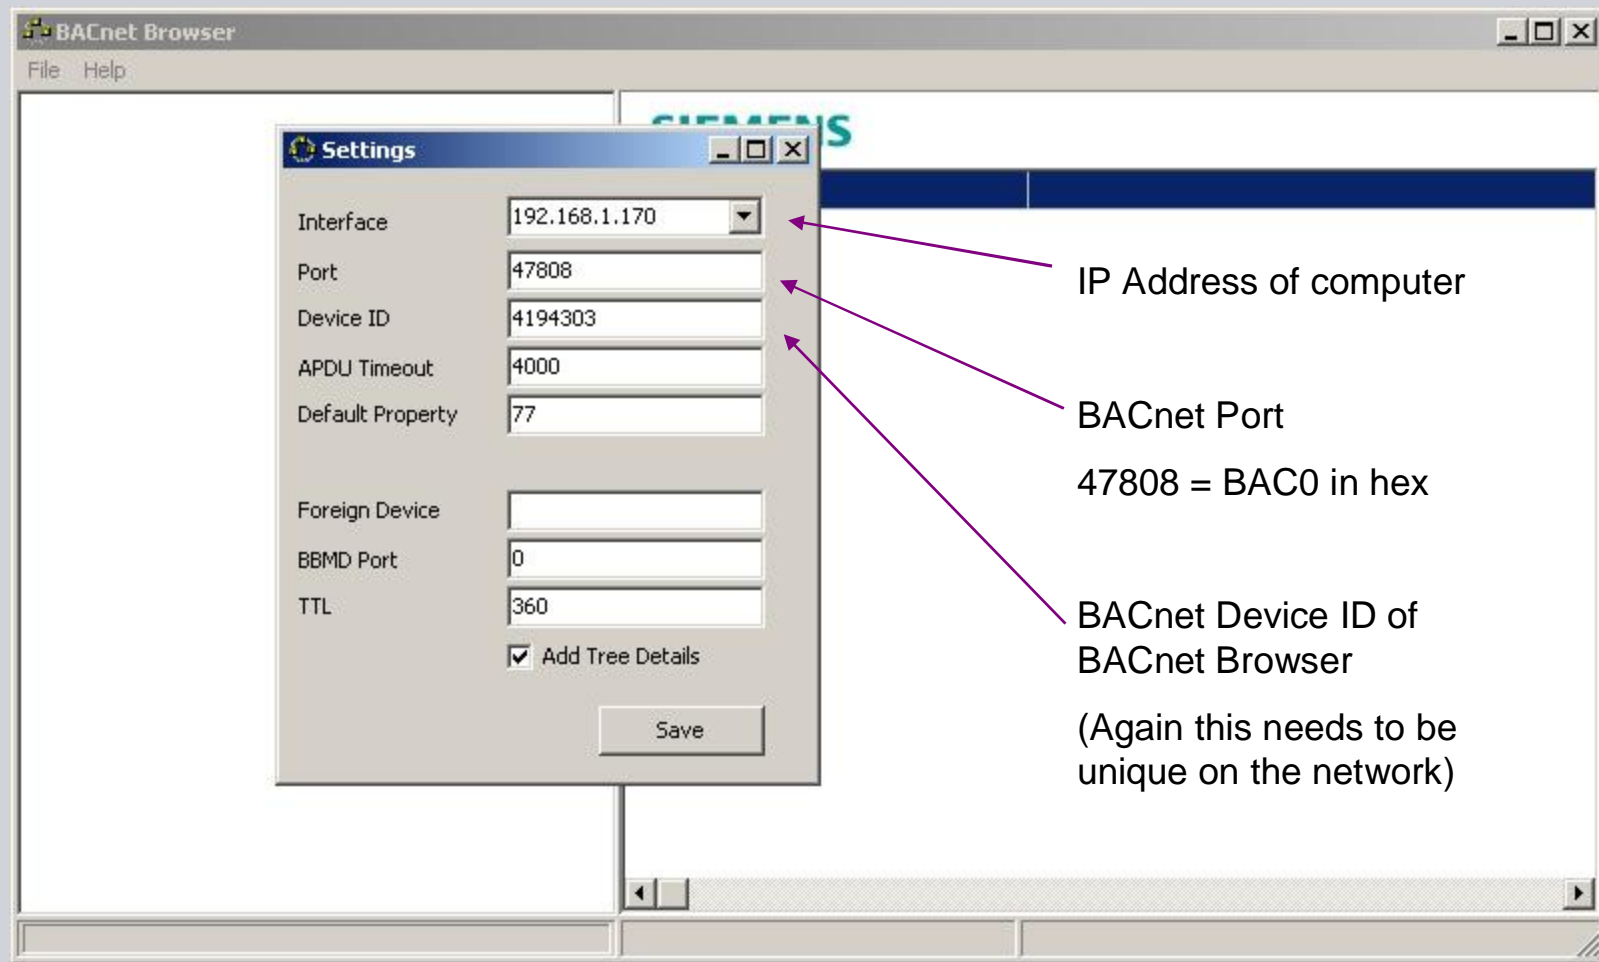 BACnet Browser
File Help
SIEMENS
Settings
Interface 192.168.1.170
Port 47808
Device ID 4194303
APDU Timeout 4000
Default Property 77
Foreign Device
BBMD Port 0
TTL 360
Add Tree Details
Save
IP Address of computer
BACnet Port
47808 = BAC0 in hex
BACnet Device ID of
BACnet Browser
(Again this needs to be
unique on the network)